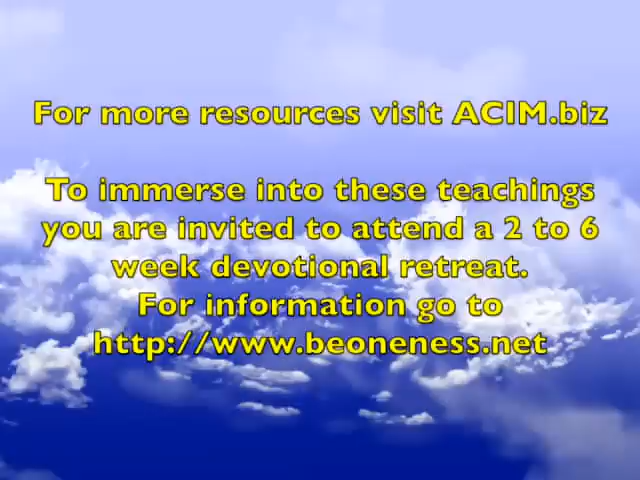 For more resources visit ACIM.biz
To immerse into these teachings
you are invited to attend a 2 to 6
week devotional retreat.
For information go to
http://www.beoneness.net